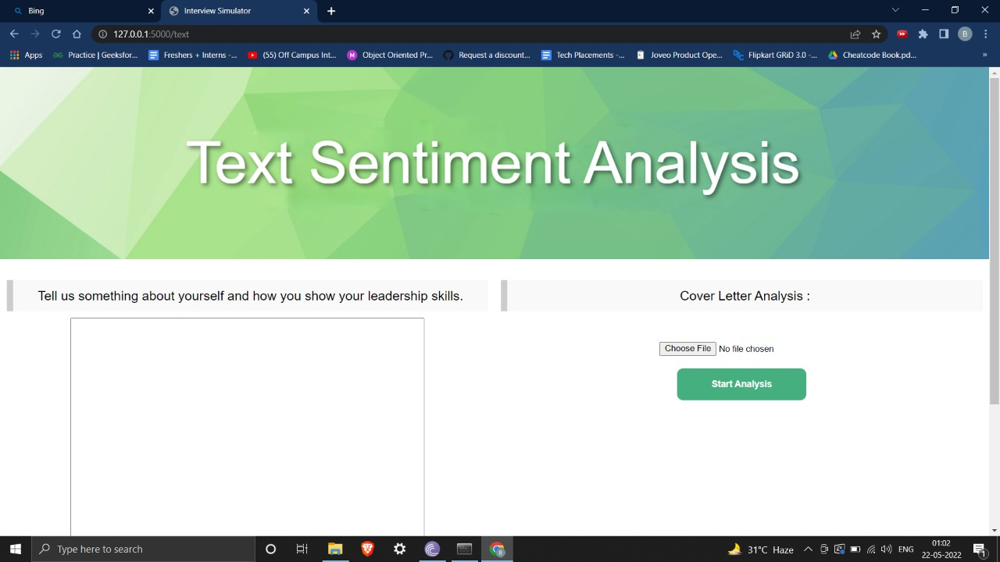 Bing
Interview Simulator
127.0.0.1:5000/text
B
Apps
Practice | Geeksfor...
Freshers + Interns -...
(55) Off Campus Int...
M
Object Oriented Pr...
Request a discount...
Tech Placements -...
Joveo Product Ope...
Flipkart GRiD 3.0 -...
Cheatcode Book.pd...
»
Text Sentiment Analysis
Tell us something about yourself and how you show your leadership skills.
Cover Letter Analysis :
Choose File No file chosen
Start Analysis
Type here to search
31°C Haze
ENG
01:02
22-05-2022
1